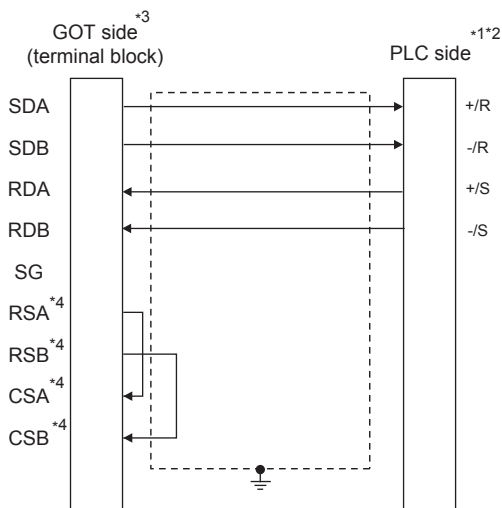 GOT side*3
(terminal block)
PLC side*1*2
SDA
+/R
SDB
-/R
RDA
+/S
RDB
-/S
SG
RSA*4
RSB*4
CSA*4
CSB*4